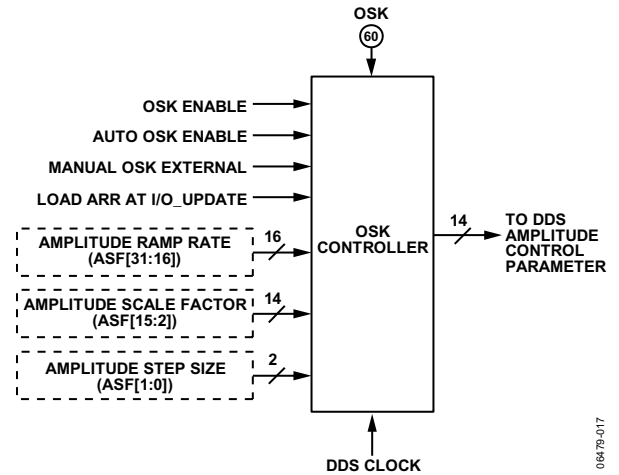 OSK
60
OSK ENABLE
AUTO OSK ENABLE
MANUAL OSK EXTERNAL
LOAD ARR AT I/O_UPDATE
AMPLITUDE RAMP RATE
(ASF[31:16])
16
AMPLITUDE SCALE FACTOR
(ASF[15:2])
14
AMPLITUDE STEP SIZE
(ASF[1:0])
2
OSK
CONTROLLER
14
TO DDS
AMPLITUDE
CONTROL
PARAMETER
DDS CLOCK
06479-017